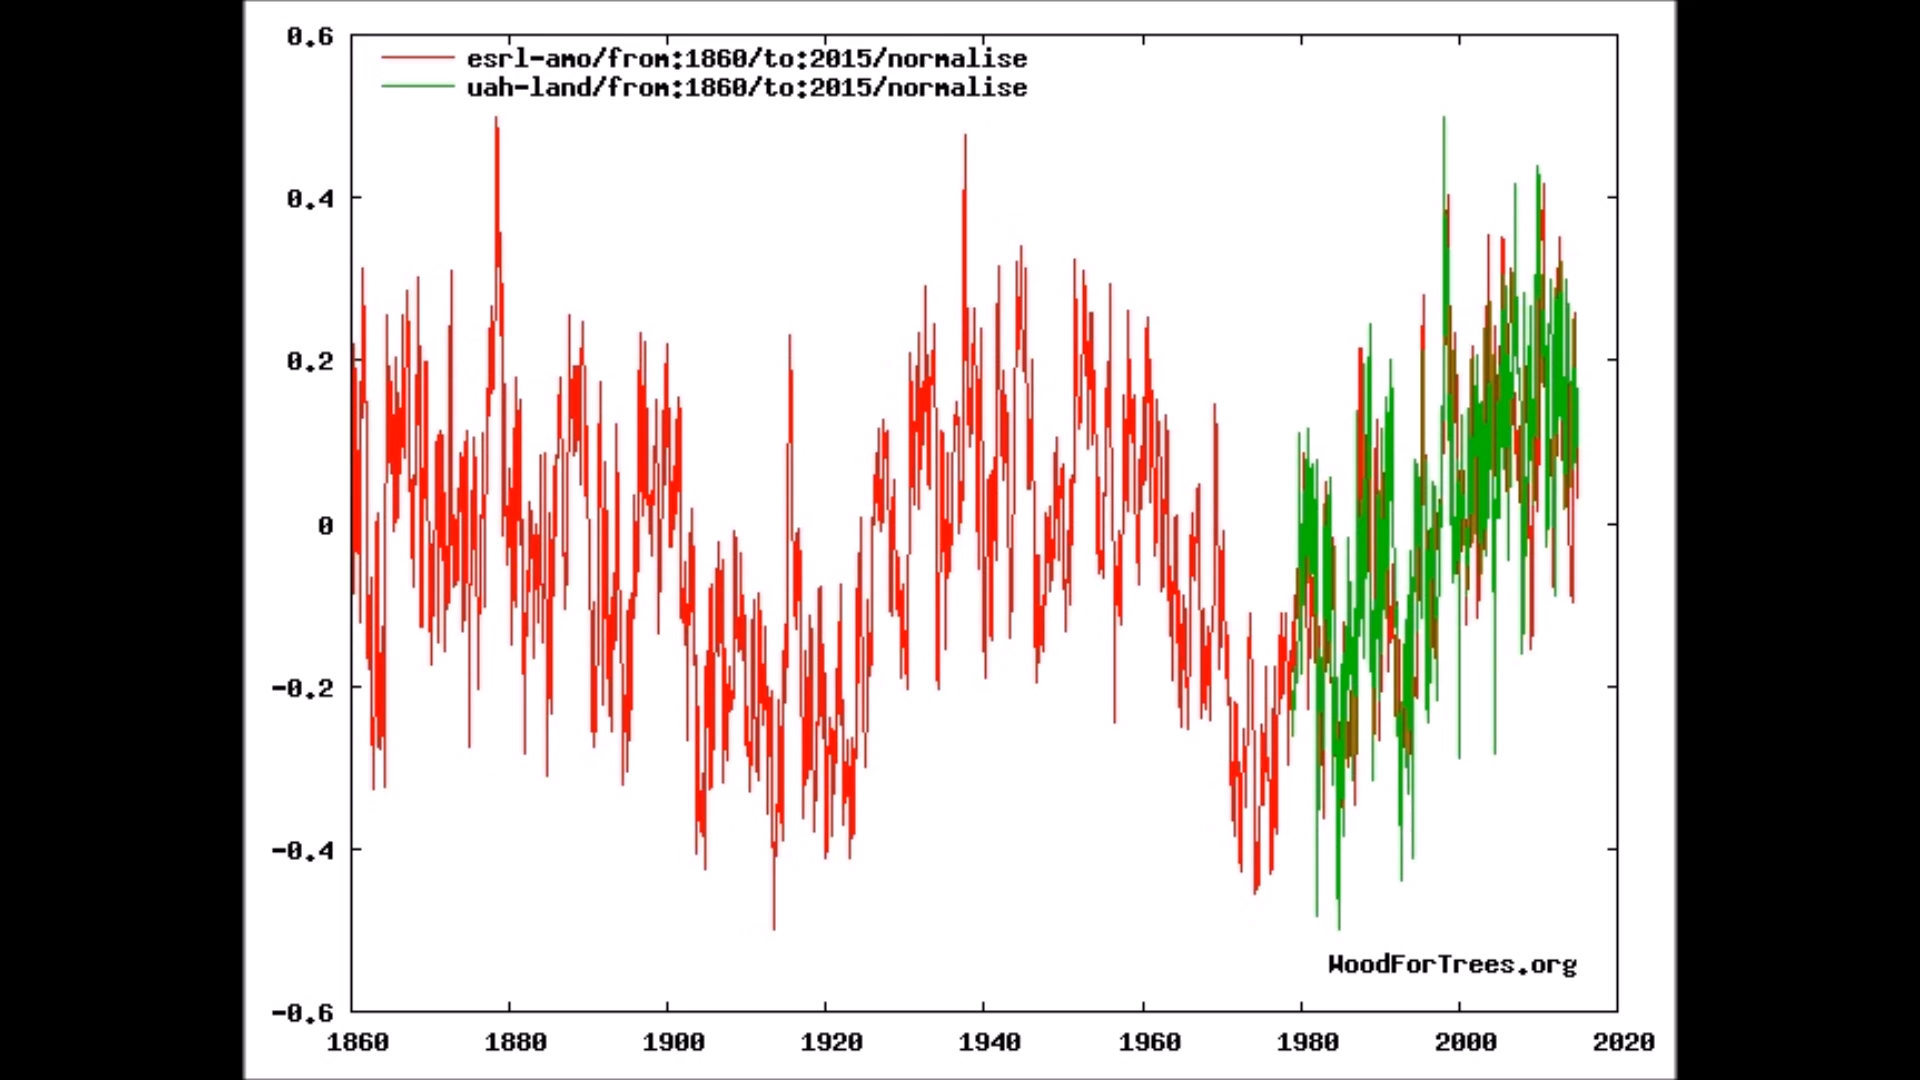 esrl-amo/from:1860/to:2015/normalise
uah-land/from:1860/to:2015/normalise
0.6
0.4
0.2
0
-0.2
-0.4
-0.6
WoodForTrees.org
1860 1880 1900 1920 1940 1960 1980 2000 2020